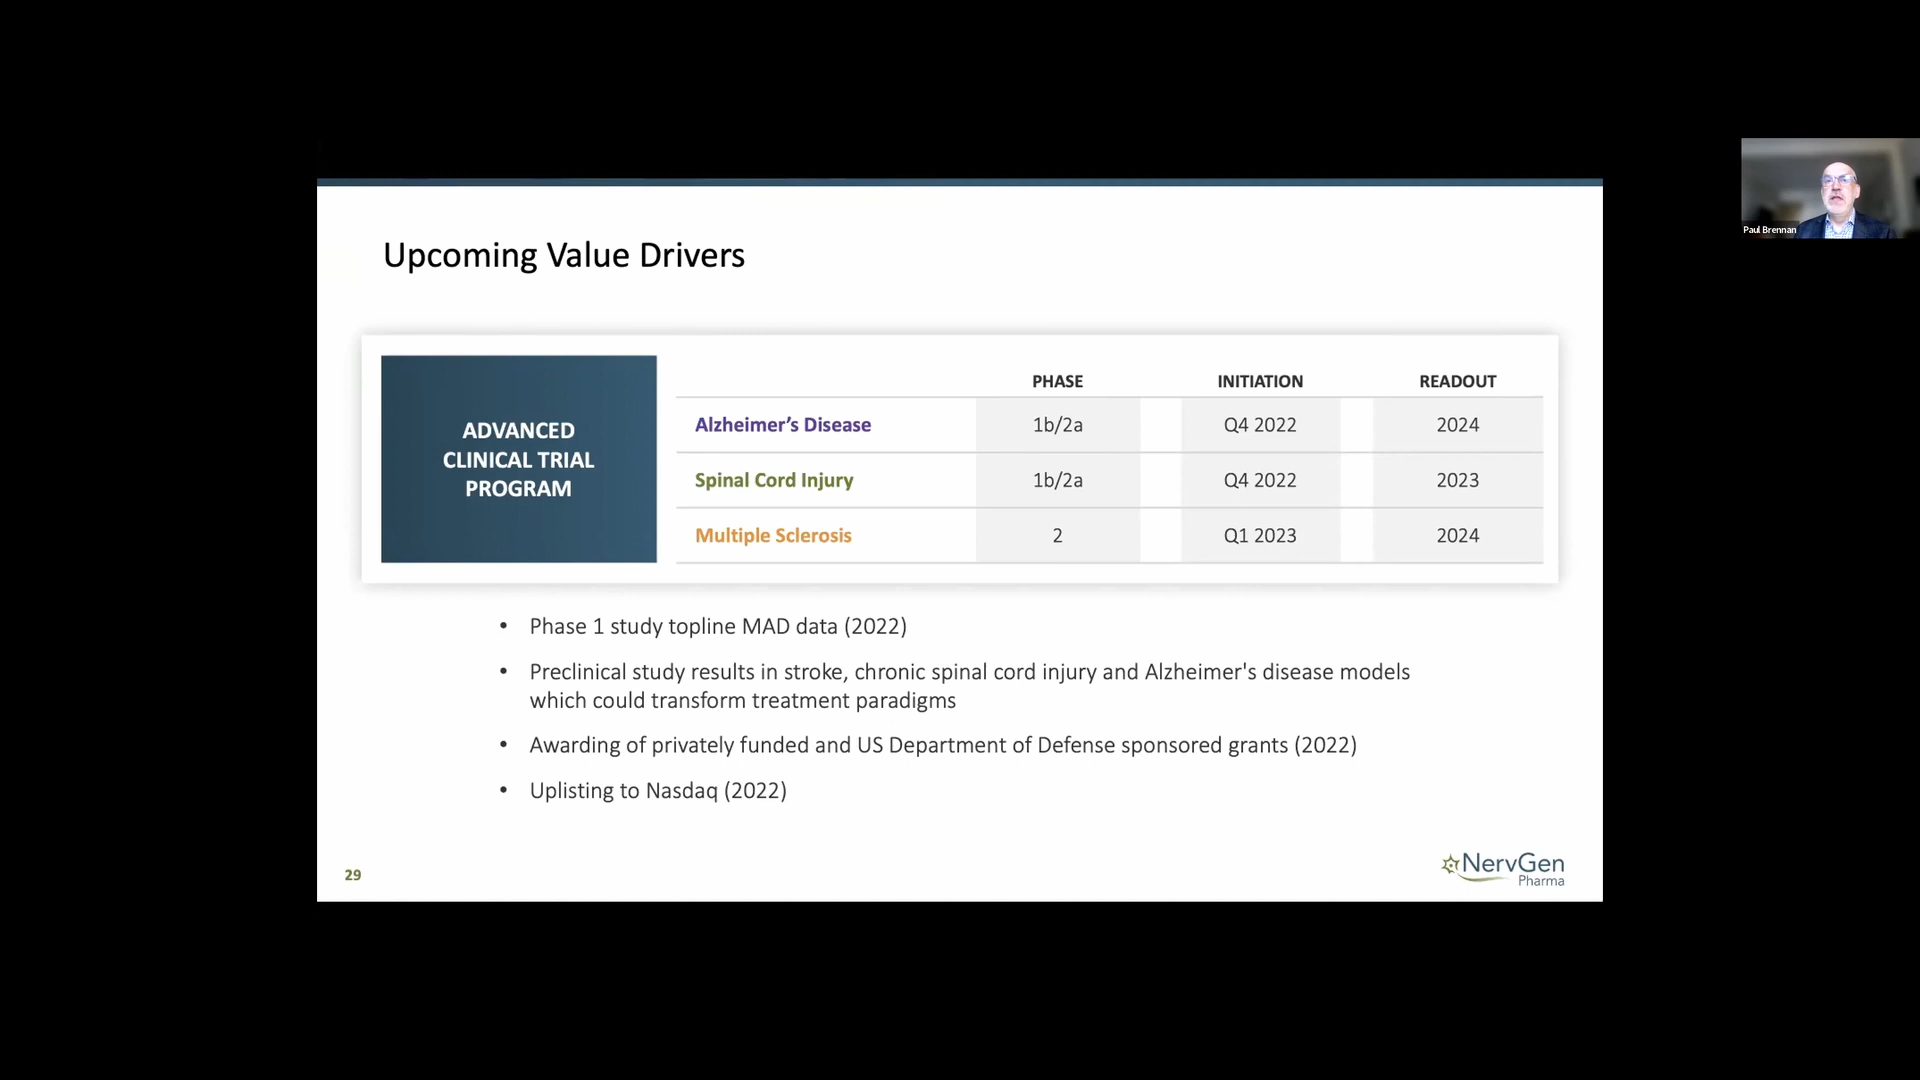 Upcoming Value Drivers
ADVANCED
CLINICAL TRIAL
PROGRAM
PHASE INITIATION READOUT
Alzheimer’s Disease 1b/2a Q4 2022 2024
Spinal Cord Injury 1b/2a Q4 2022 2023
Multiple Sclerosis 2 Q1 2023 2024
• Phase 1 study topline MAD data (2022)
• Preclinical study results in stroke, chronic spinal cord injury and Alzheimer's disease models
which could transform treatment paradigms
• Awarding of privately funded and US Department of Defense sponsored grants (2022)
• Uplisting to Nasdaq (2022)
29
NervGen
Pharma
Paul Brennan